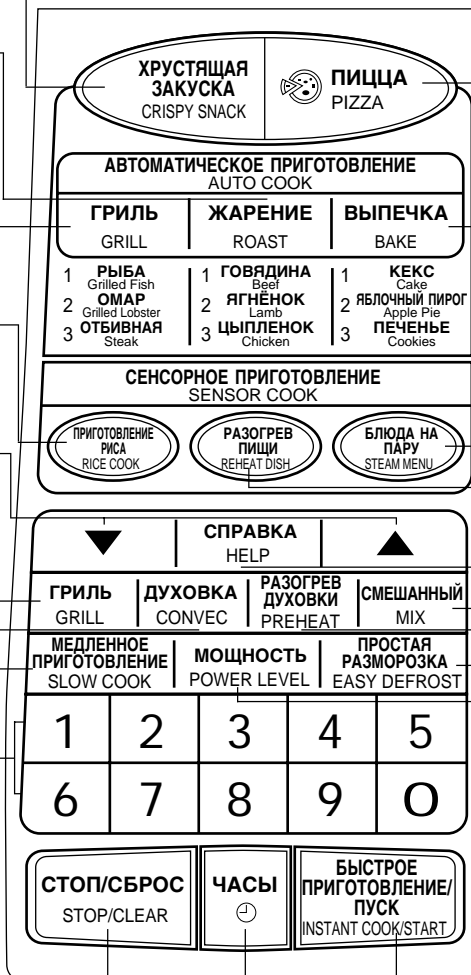 ХРУСТЯЩАЯ
ЗАКУСКА
CRISPY SNACK
ПИЦЦА
PIZZA
АВТОМАТИЧЕСКОЕ ПРИГОТОВЛЕНИЕ
AUTO COOK
ГРИЛЬ
GRILL
ЖАРЕНИЕ
ROAST
ВЫПЕЧКА
BAKE
1 РЫБА
Grilled Fish
2 ОМАР
Grilled Lobster
3 ОТБИВНАЯ
Steak
1 ГОВЯДИНА
Beef
2 ЯГНЁНОК
Lamb
3 ЦЫПЛЕНОК
Chicken
1 КЕКС
Cake
2 ЯБЛОЧНЫЙ ПИРОГ
Apple Pie
3 ПЕЧЕНЬЕ
Cookies
СЕНСОРНОЕ ПРИГОТОВЛЕНИЕ
SENSOR COOK
ПРИГОТОВЛЕНИЕ
РИСА
RICE COOK
РАЗОГРЕВ
ПИЩИ
REHEAT DISH
БЛЮДА НА
ПАРУ
STEAM MENU
▼
СПРАВКА
HELP
▲
ГРИЛЬ
GRILL
ДУХОВКА
CONVEC
РАЗОГРЕВ
ДУХОВКИ
PREHEAT
СМЕШАННЫЙ
MIX
МЕДЛЕННОЕ
ПРИГОТОВЛЕНИЕ
SLOW COOK
МОЩНОСТЬ
POWER LEVEL
ПРОСТАЯ
РАЗМОРОЗКА
EASY DEFROST
1 2 3 4 5
6 7 8 9 0
СТОП/СБРОС
STOP/CLEAR
ЧАСЫ
БЫСТРОЕ
ПРИГОТОВЛЕНИЕ/
ПУСК
INSTANT COOK/START